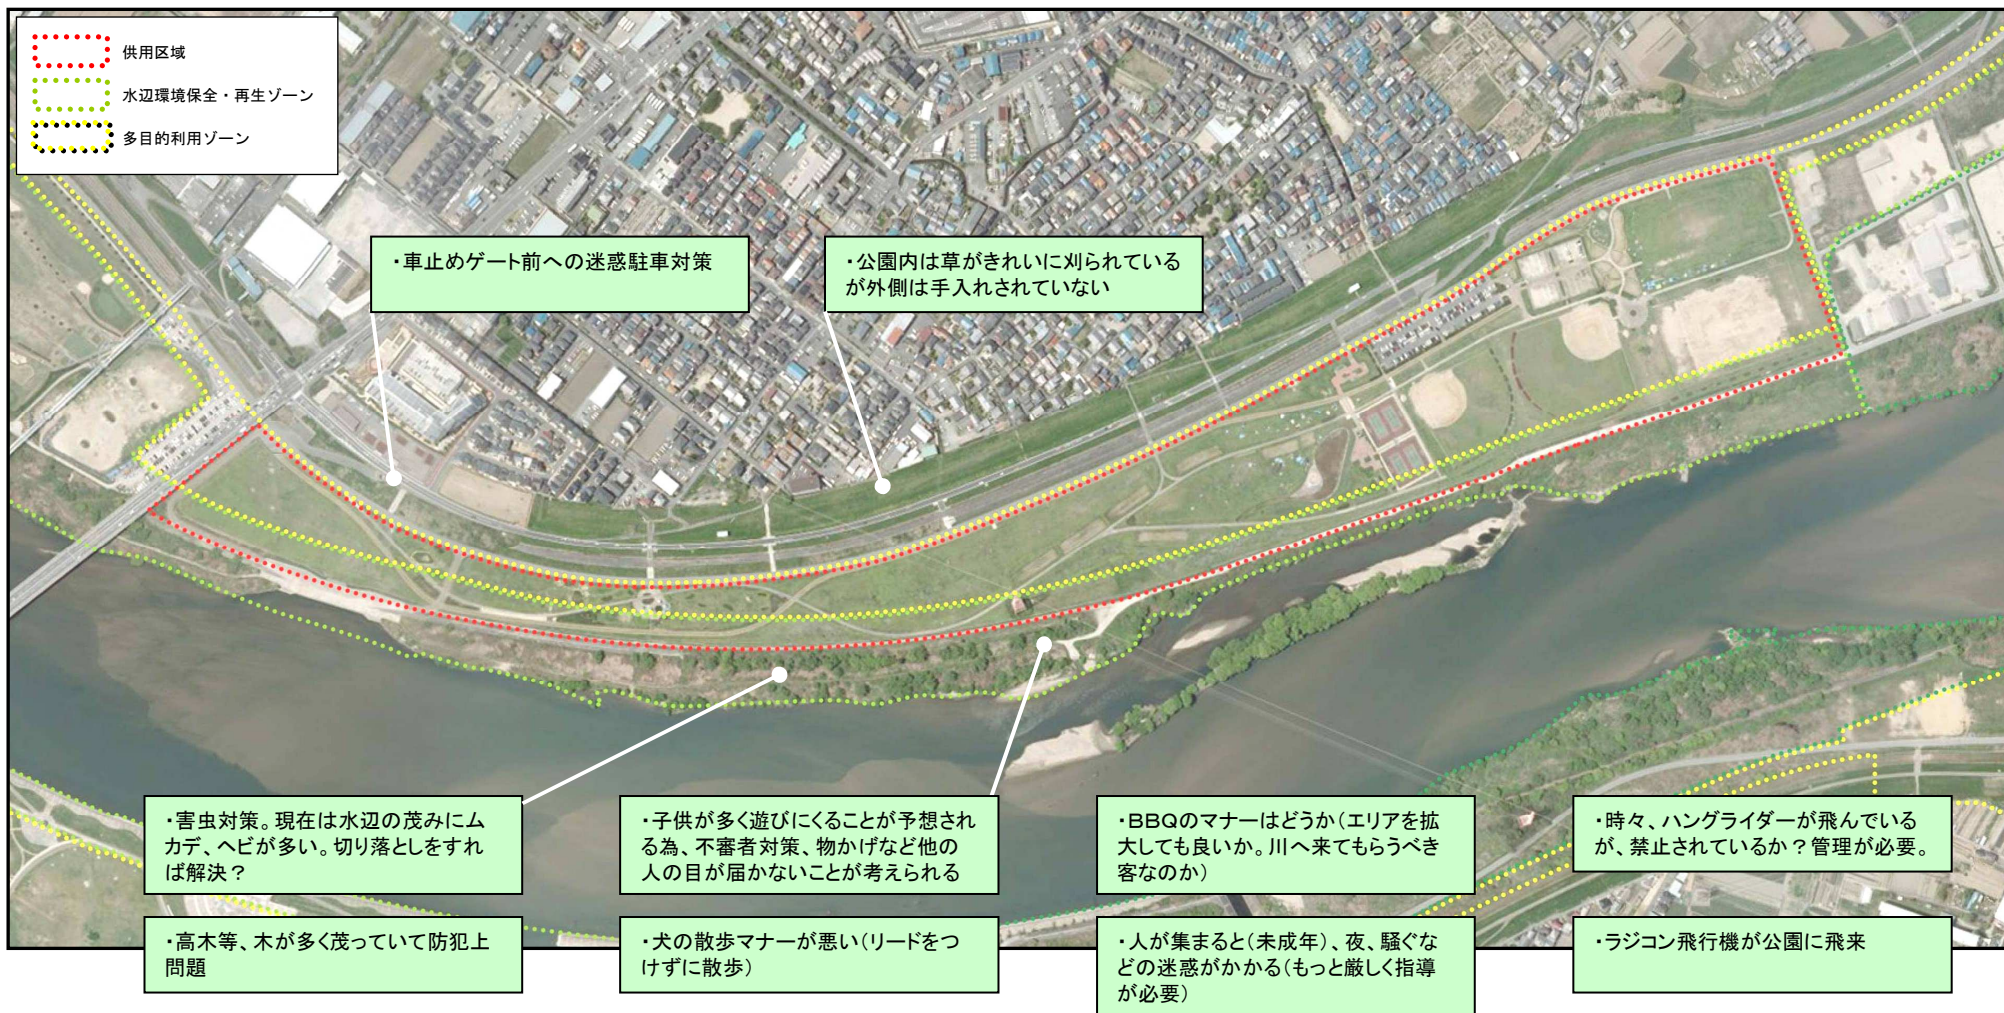 供用区域
水辺環境保全・再生ゾーン
多目的利用ゾーン
・車止めゲート前への迷惑駐車対策
・公園内は草がきれいに刈られている
が外側は手入れされていない
・害虫対策。現在は水辺の茂みにム
カデ、ヘビが多い。切り落としをすれ
ば解決？
・子供が多く遊びにくることが予想さ
れる為、不審者対策、物かげなど他の
人の目が届かないことが考えられる
・BBQのマナーはどうか（エリアを拡
大しても良いか。川へ来てもらうべき
客なのか）
・時々、ハングライダーが飛んでいる
が、禁止されているか？管理が必要。
・高木等、木が多く茂っていて防犯上
問題
・犬の散歩マナーが悪い（リードをつ
けずに散歩）
・人が集まると（未成年）、夜、騒ぐな
どの迷惑がかかる（もっと厳しく指導
が必要）
・ラジコン飛行機が公園に飛来